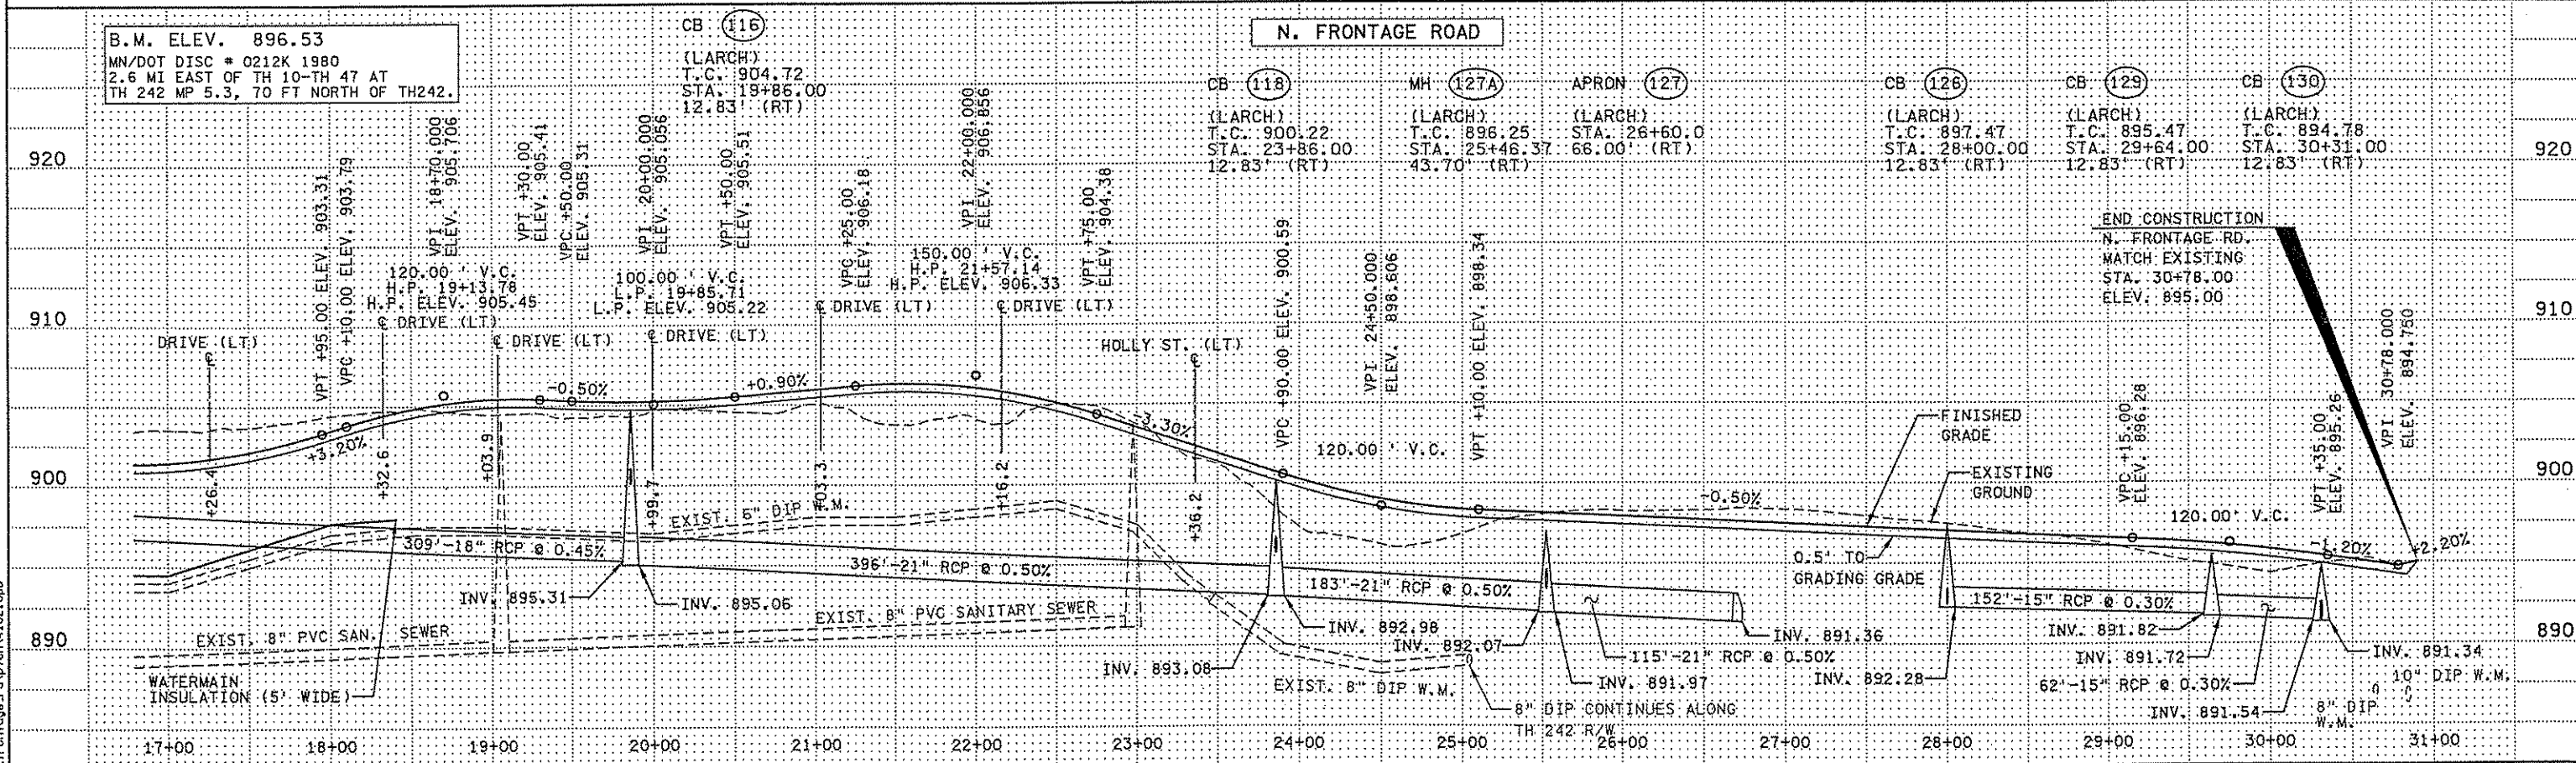 B.M. ELEV. 896.53
MN/DOT DISC # 0212K 1980
2.6 MI EAST OF TH 10-TH 47 AT
TH 242 MP 5.3, 70 FT NORTH OF TH242.
N. FRONTAGE ROAD
CB 116
(LARCH)
T.C. 904.72
STA. 19+86.00
12.83' (RT)
CB 118
(LARCH)
T.C. 900.22
STA. 23+86.00
12.83' (RT)
MH 127A
(LARCH)
T.C. 896.25
STA. 25+46.37
43.70' (RT)
APRON 127
(LARCH)
STA. 26+60.0
66.00' (RT)
CB 126
(LARCH)
T.C. 897.47
STA. 28+00.00
12.83' (RT)
CB 129
(LARCH)
T.C. 895.47
STA. 29+64.00
12.83' (RT)
CB 130
(LARCH)
T.C. 894.78
STA. 30+31.00
12.83' (RT)
920
910
900
890
920
910
900
890
VPT +95.00 ELEV. 903.31
VPC +10.00 ELEV. 903.79
VPI 18+70.000
ELEV. 905.706
VPT +30.00
ELEV. 905.41
VPC +50.00
ELEV. 905.31
VPI 20+00.000
ELEV. 905.056
VPT +50.00
ELEV. 905.51
VPC +25.00
ELEV. 906.18
VPI 22+00.000
ELEV. 906.856
VPT +75.00
ELEV. 904.38
VPC +90.00 ELEV. 900.59
VPI 24+50.000
ELEV. 898.606
VPT +10.00 ELEV. 898.34
VPC +15.00
ELEV. 896.28
VPT +35.00
ELEV. 895.26
VPI 30+78.000
ELEV. 894.750
120.00 ' V.C.
H.P. 19+13.78
H.P. ELEV. 905.45
100.00 ' V.C.
L.P. 19+85.71
L.P. ELEV. 905.22
150.00 ' V.C.
H.P. 21+57.14
H.P. ELEV. 906.33
120.00 ' V.C.
120.00' V.C.
END CONSTRUCTION
N. FRONTAGE RD.
MATCH EXISTING
STA. 30+78.00
ELEV. 895.00
DRIVE (LT)
℄
℄ DRIVE (LT)
℄ DRIVE (LT)
℄ DRIVE (LT)
℄ DRIVE (LT)
℄ DRIVE (LT)
HOLLY ST. (LT)
℄
+26.4
+32.6
+03.9
+99.7
+03.3
+16.2
+36.2
+3.20%
-0.50%
+0.90%
-3.30%
-0.50%
-1.20%
+2.20%
FINISHED
GRADE
EXISTING
GROUND
0.5' TO
GRADING GRADE
EXIST. 6" DIP W.M.
309'-18" RCP @ 0.45%
396'-21" RCP @ 0.50%
183'-21" RCP @ 0.50%
152'-15" RCP @ 0.30%
INV. 895.31
INV. 895.06
INV. 893.08
INV. 892.98
INV. 892.07
INV. 891.97
115'-21" RCP @ 0.50%
INV. 891.36
INV. 892.28
INV. 891.82
INV. 891.72
62'-15" RCP @ 0.30%
INV. 891.54
INV. 891.34
EXIST. 8" PVC SAN. SEWER
EXIST. 8" PVC SANITARY SEWER
WATERMAIN
INSULATION (5' WIDE)
EXIST. 8" DIP W.M.
8" DIP CONTINUES ALONG
TH 242 R/W
10" DIP W.M.
8" DIP
W.M.
17+00 18+00 19+00 20+00 21+00 22+00 23+00 24+00 25+00 26+00 27+00 28+00 29+00 30+00 31+00